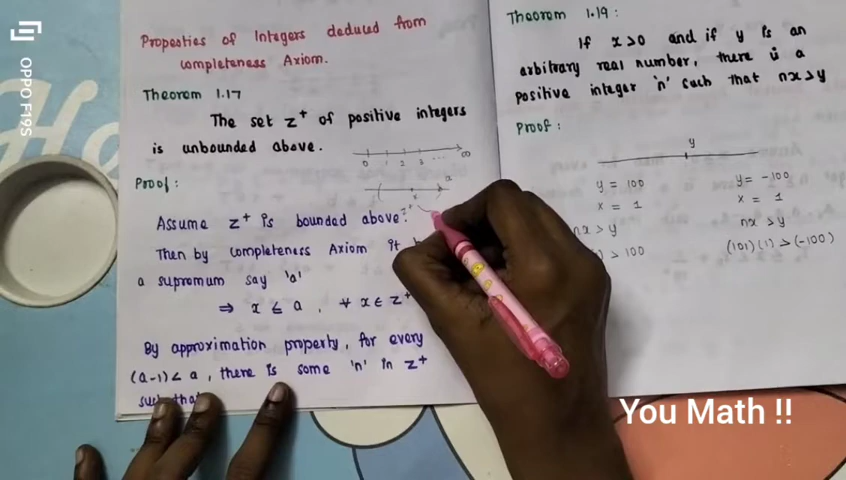 OPPO F19S
Properties of Integers deduced from
completeness Axiom.
Theorem 1.17
The set z+ of positive integers
is unbounded above.
0 1 2 3 ... ∞
Proof:
a
x
Assume z+ is bounded above.
Then by completeness Axiom it
a supremum say 'a'
⇒ x ≤ a , ∀ x ∈ z+
By approximation property, for every
(a-1) < a , there is some 'n' in z+
such that
Theorem 1.19 :
If x>0 and if y is an
arbitrary real number, there is a
positive integer 'n' such that nx>y
Proof :
y
y = 100
x = 1
nx > y
> 100
y = -100
x = 1
nx > y
(101) (1) > (-100)
You Math !!